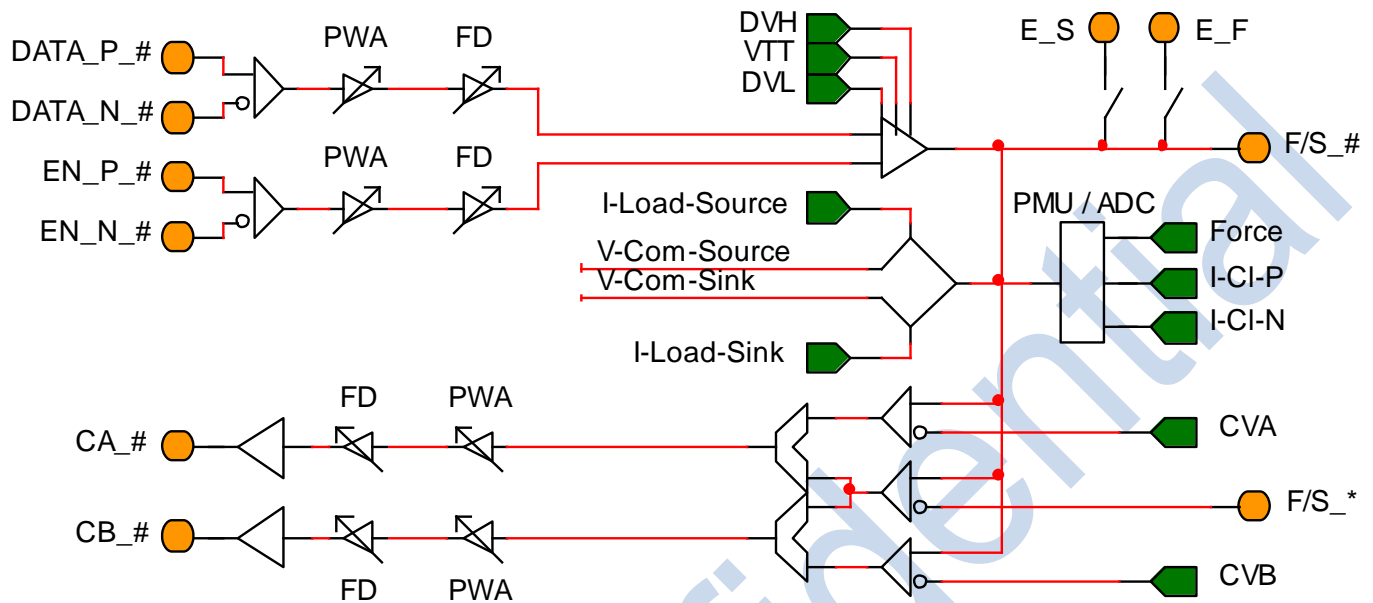 DATA_P_#
DATA_N_#
EN_P_#
EN_N_#
PWA
FD
PWA
FD
DVH
VTT
DVL
E_S
E_F
F/S_#
I-Load-Source
V-Com-Source
V-Com-Sink
I-Load-Sink
PMU / ADC
Force
I-CI-P
I-CI-N
FD
PWA
CA_#
CB_#
FD
PWA
CVA
F/S_*
CVB
fidential